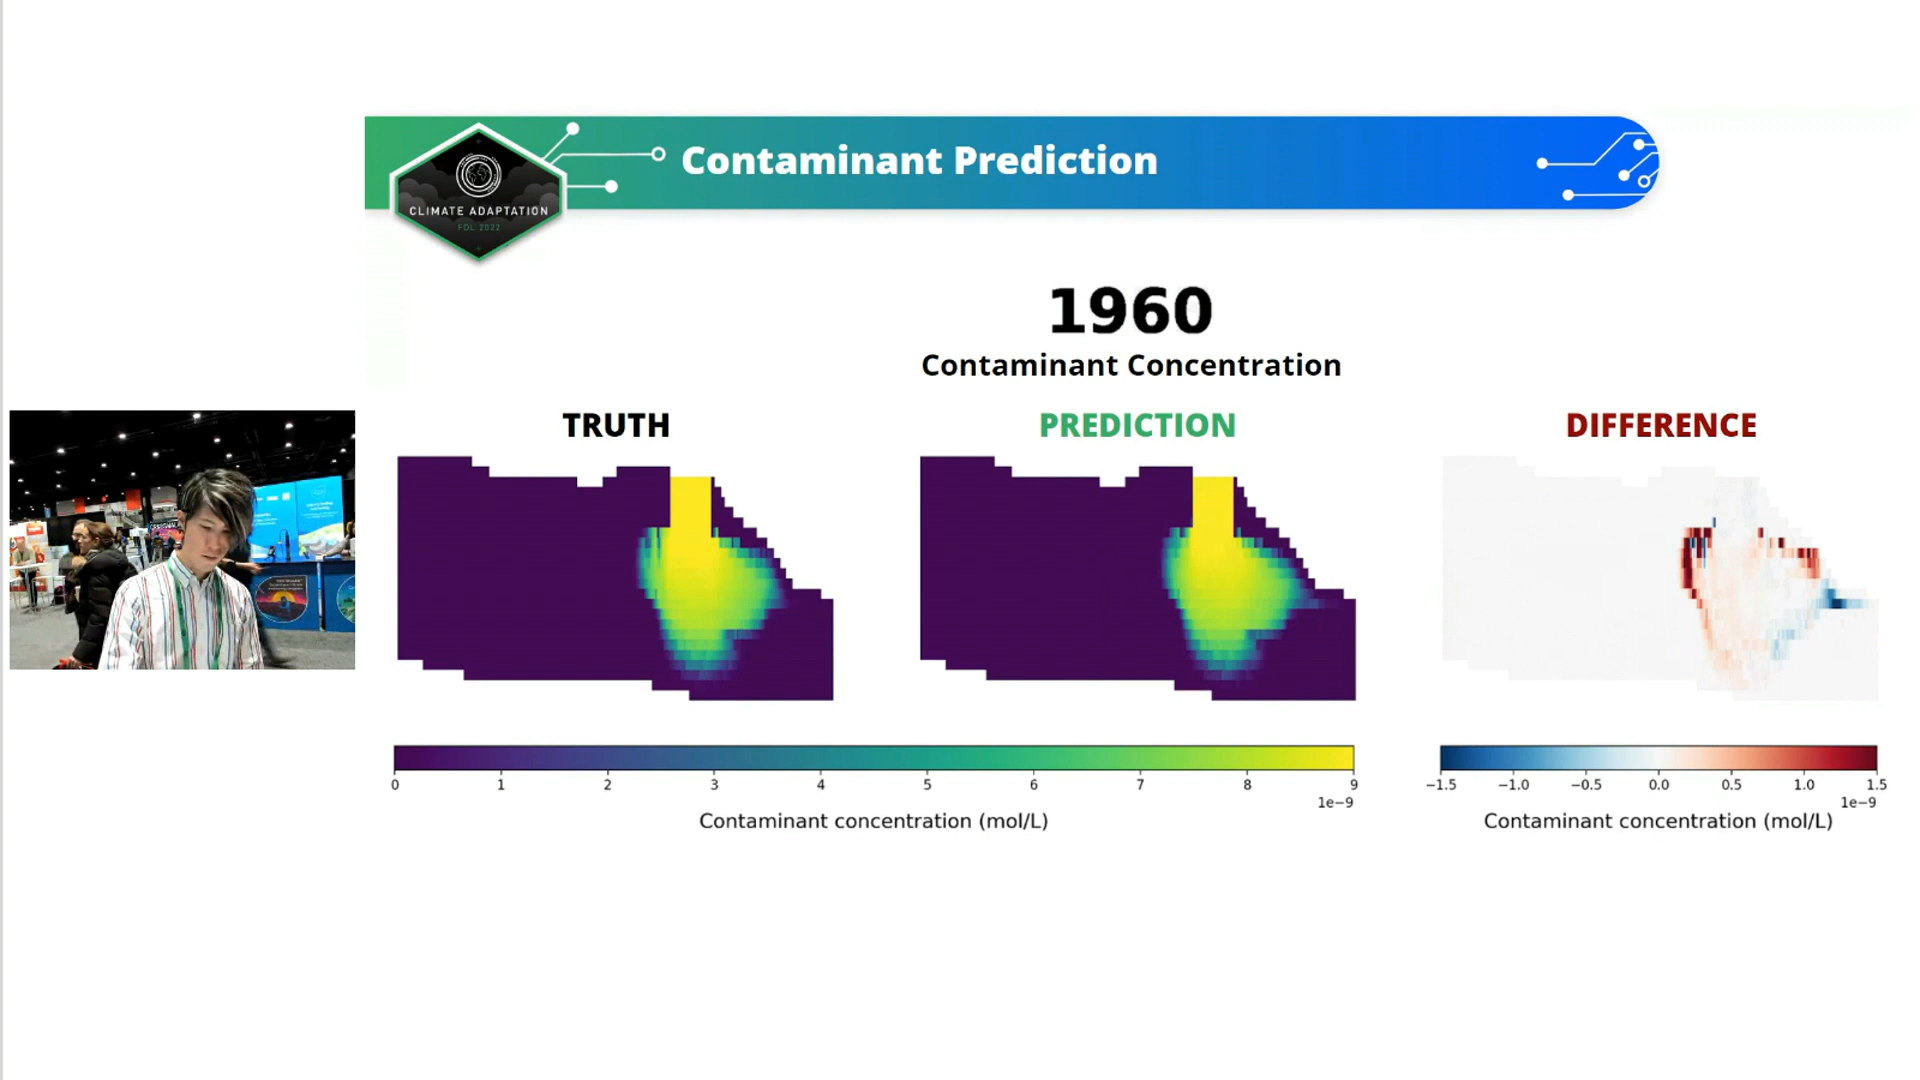 Contaminant Prediction
CLIMATE ADAPTATION
FDL 2022
1960
Contaminant Concentration
TRUTH
PREDICTION
DIFFERENCE
0 1 2 3 4 5 6 7 8 9
1e−9
Contaminant concentration (mol/L)
−1.5 −1.0 −0.5 0.0 0.5 1.0 1.5
1e−9
Contaminant concentration (mol/L)